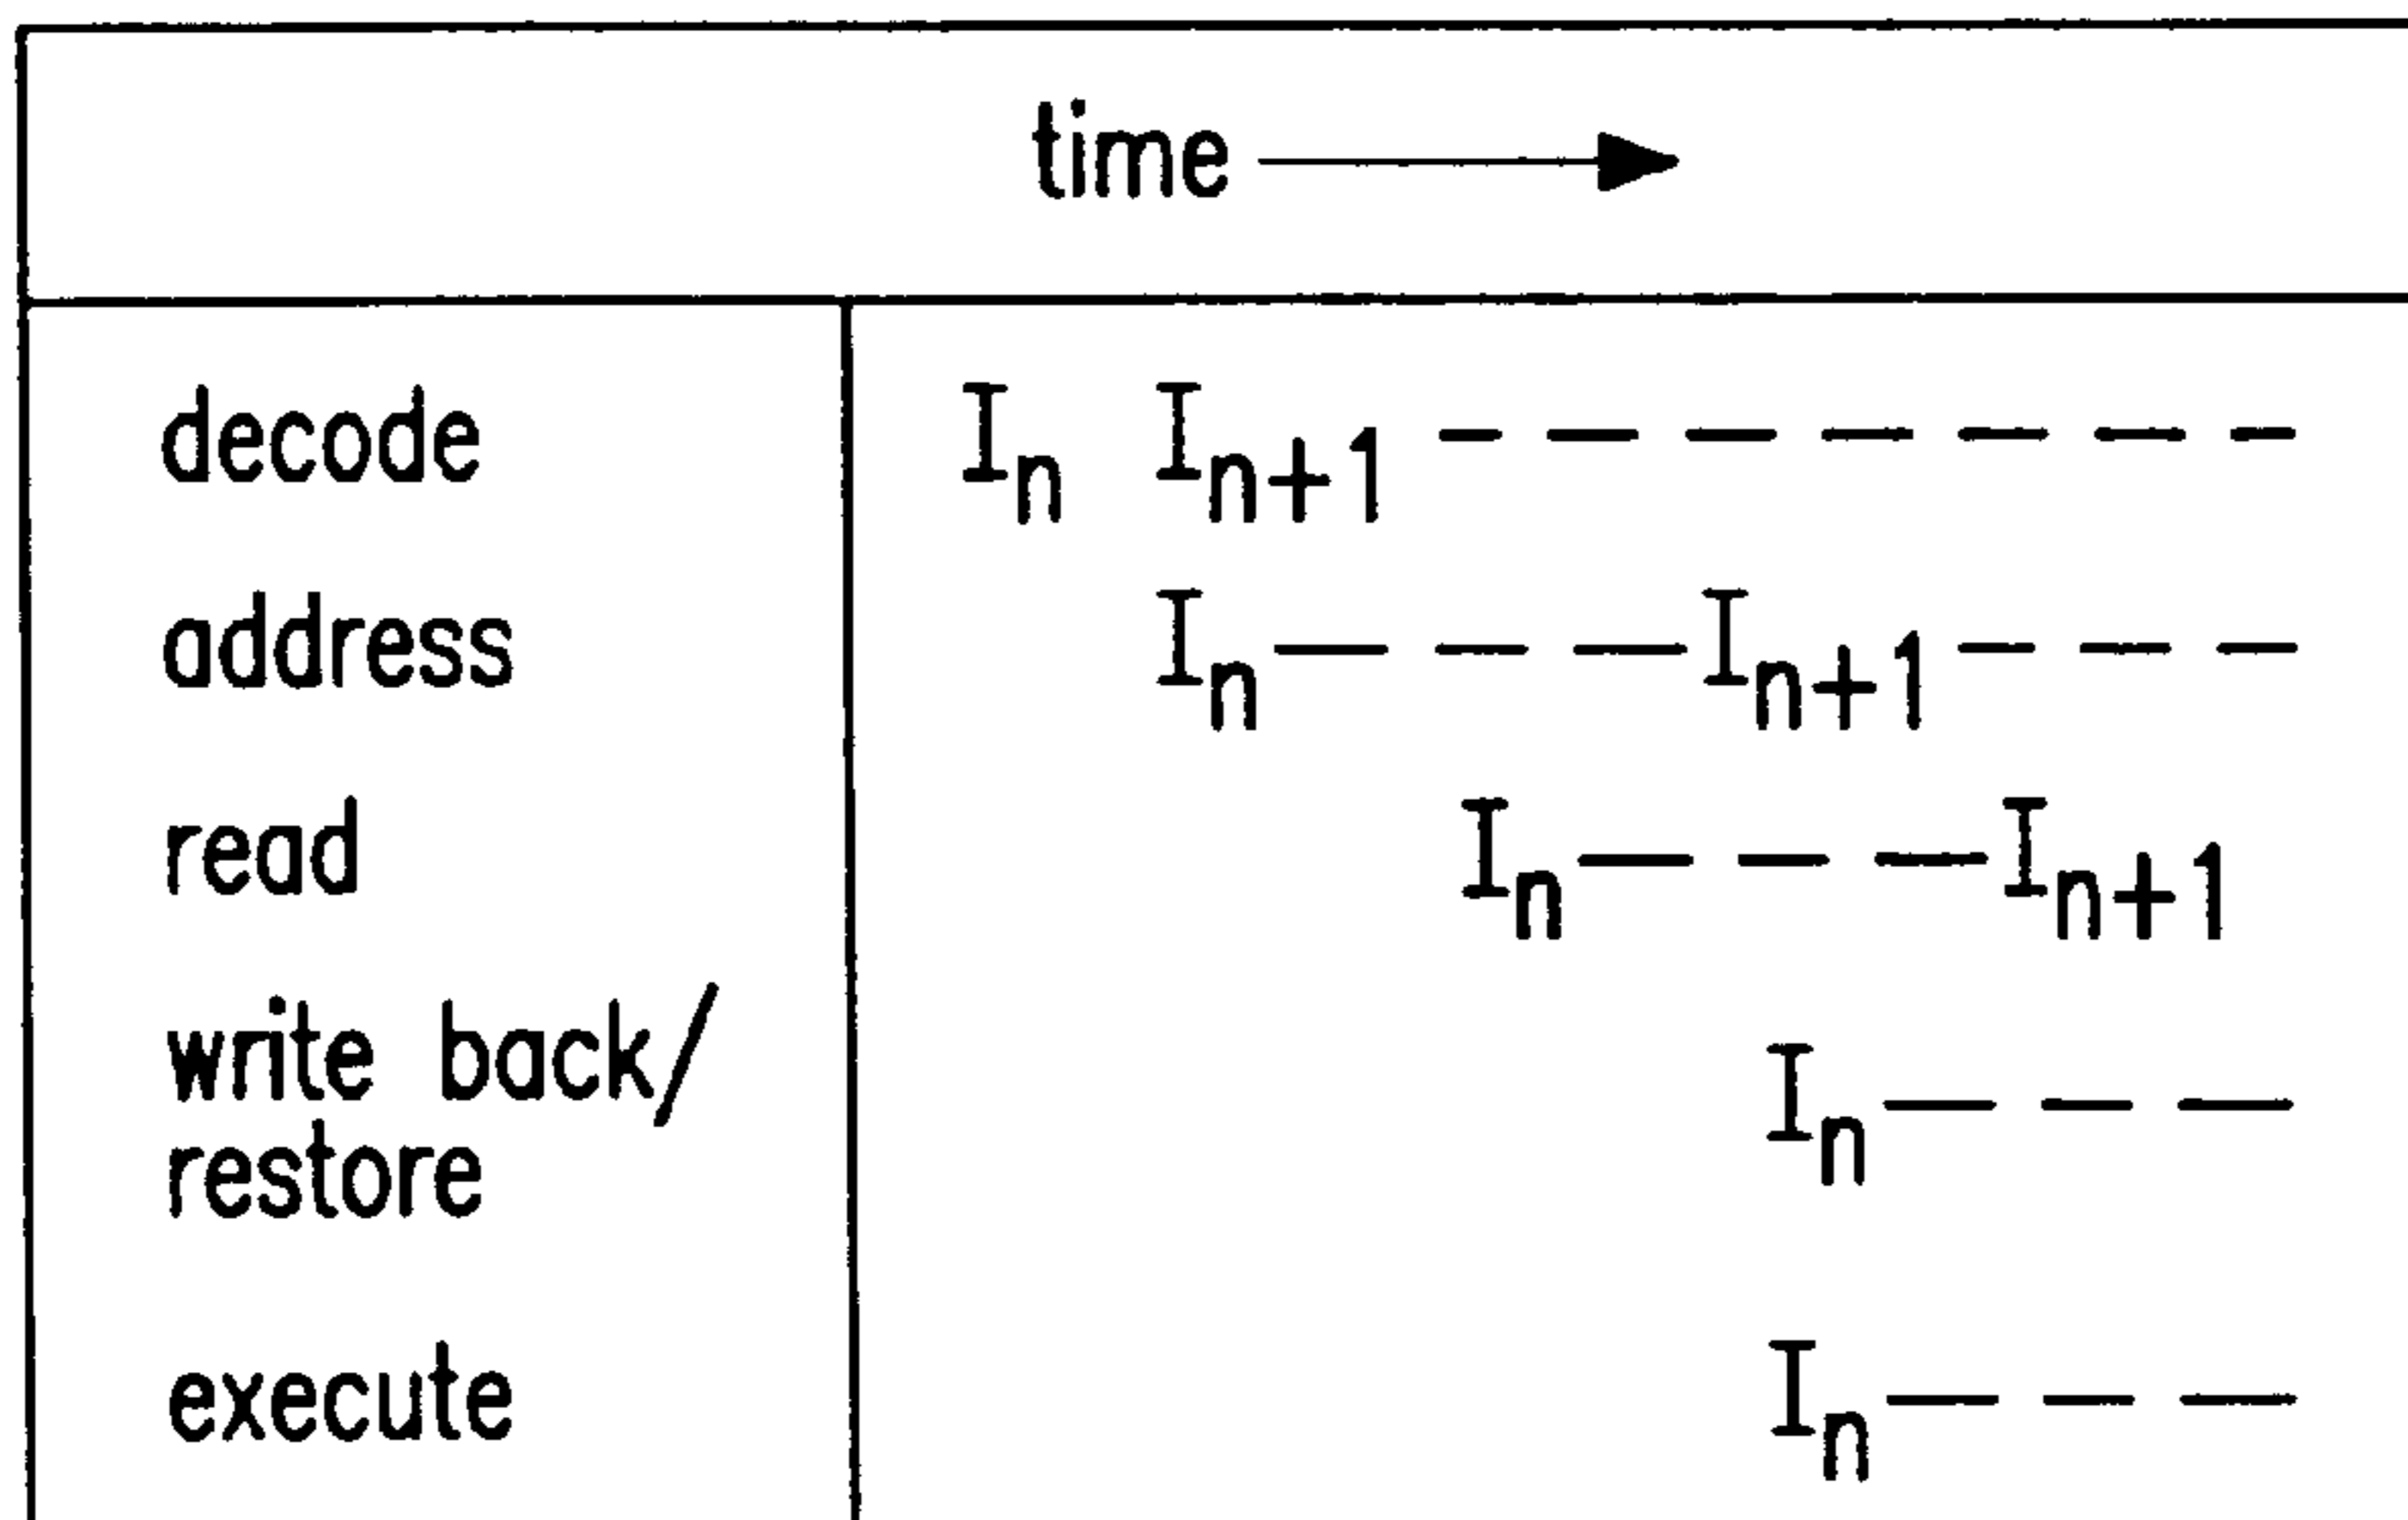 time
decode I_n I_n+1
address I_n I_n+1
read I_n I_n+1
write back/ I_n
restore
execute I_n